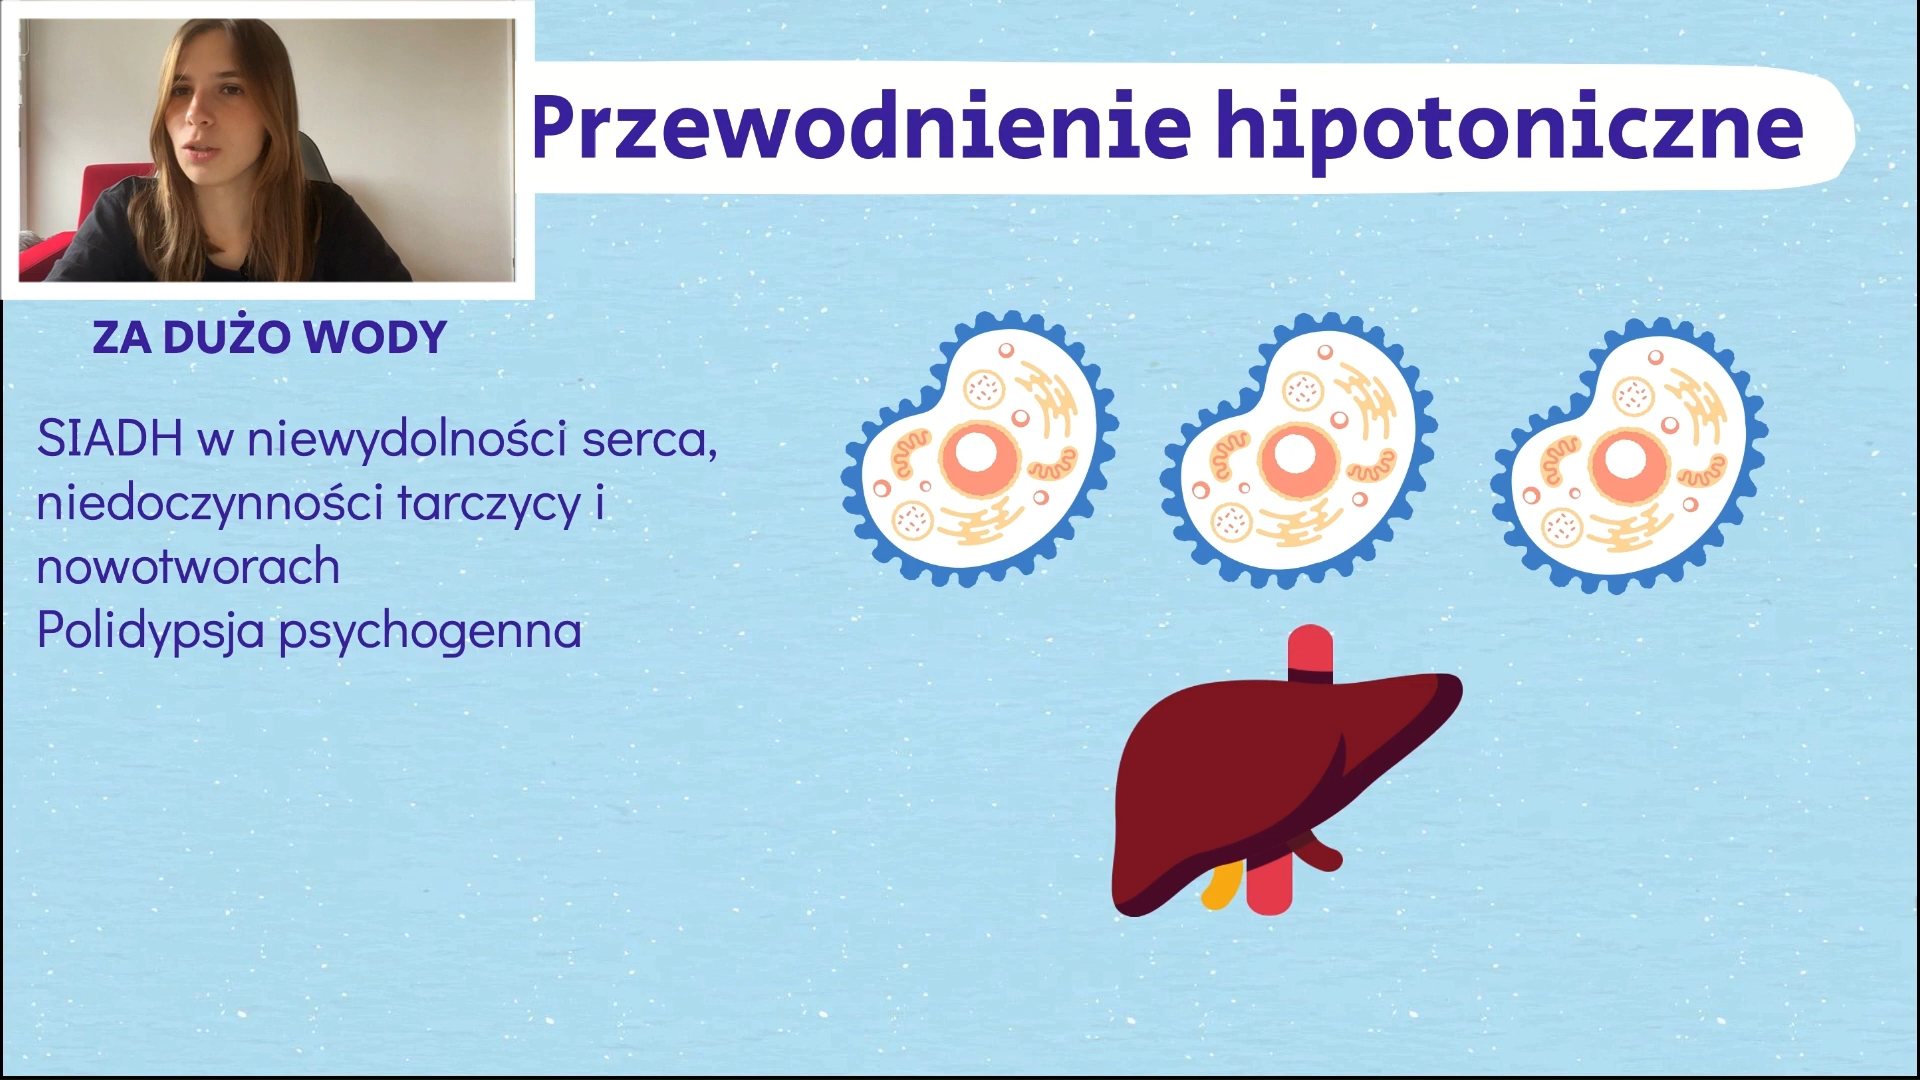 Przewodnienie hipotoniczne
ZA DUŻO WODY
SIADH w niewydolności serca,
niedoczynności tarczycy i
nowotworach
Polidypsja psychogenna